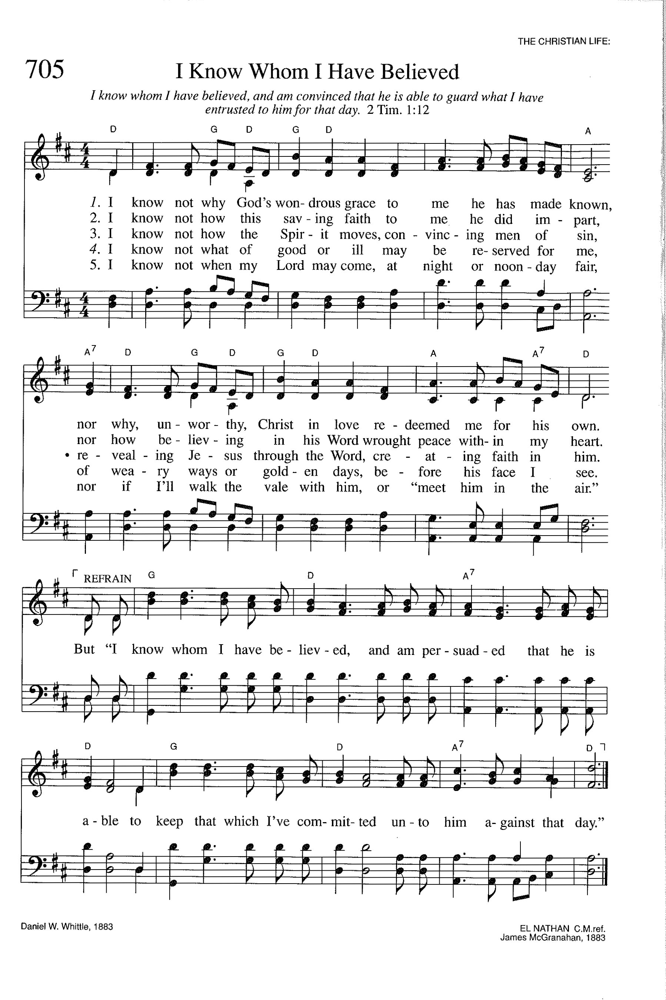 THE CHRISTIAN LIFE:
705 I Know Whom I Have Believed
I know whom I have believed, and am convinced that he is able to guard what I have
entrusted to him for that day. 2 Tim. 1:12
D G D G D A
4 4
1. I know not why God's won- drous grace to me he has made known,
2. I know not how this sav - ing faith to me he did im - part,
3. I know not how the Spir - it moves, con - vinc - ing men of sin,
4. I know not what of good or ill may be re- served for me,
5. I know not when my Lord may come, at night or noon - day fair,
4 4
A7 D G D G D A A7 D
nor why, un - wor - thy, Christ in love re - deemed me for his own.
nor how be - liev - ing in his Word wrought peace with- in my heart.
• re - veal - ing Je - sus through the Word, cre - at - ing faith in him.
of wea - ry ways or gold - en days, be - fore his face I see.
nor if I'll walk the vale with him, or “meet him in the air.”
REFRAIN G D A7
But “I know whom I have be - liev - ed, and am per - suad - ed that he is
D G D A7 D
a - ble to keep that which I've com- mit- ted un - to him a- gainst that day.”
Daniel W. Whittle, 1883
EL NATHAN C.M.ref.
James McGranahan, 1883